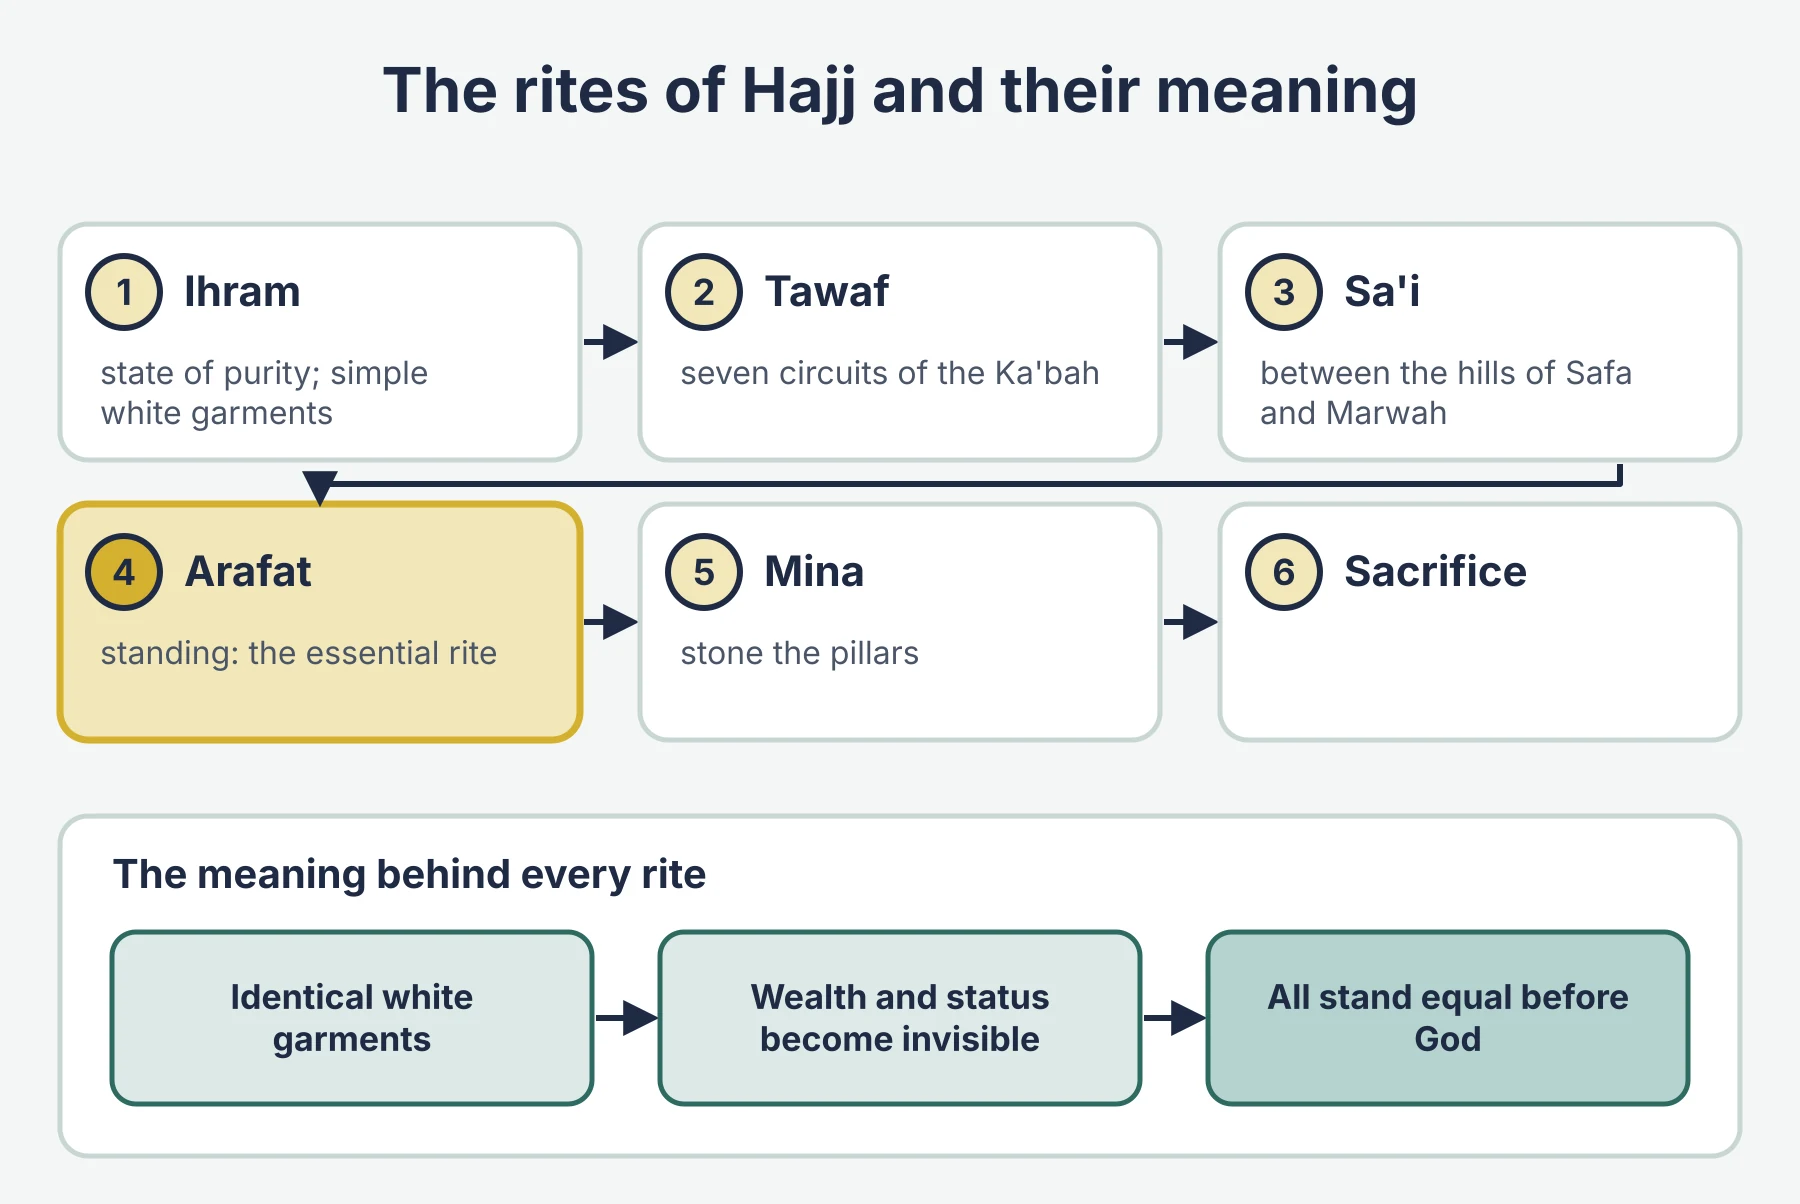 The rites of Hajj and their meaning
1 Ihram
state of purity; simple
white garments
2 Tawaf
seven circuits of the Ka'bah
3 Sa'i
between the hills of Safa
and Marwah
4 Arafat
standing: the essential rite
5 Mina
stone the pillars
6 Sacrifice
The meaning behind every rite
Identical white
garments
Wealth and status
become invisible
All stand equal before
God